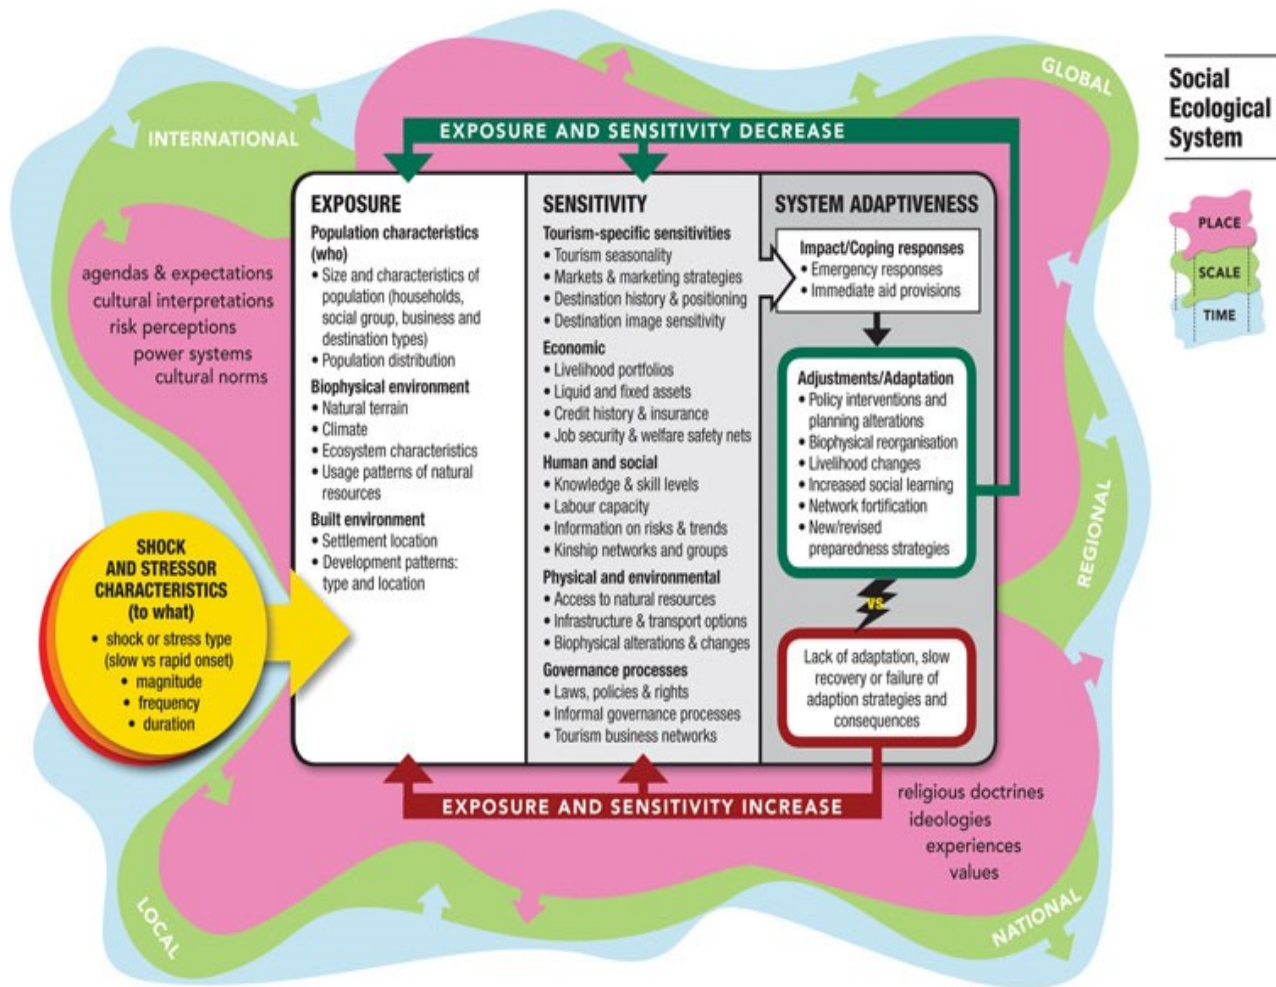 INTERNATIONAL
GLOBAL
Social
Ecological
System
PLACE
SCALE
TIME
EXPOSURE AND SENSITIVITY DECREASE
agendas & expectations
cultural interpretations
risk perceptions
power systems
cultural norms
SHOCK
AND STRESSOR
CHARACTERISTICS
(to what)
• shock or stress type
(slow vs rapid onset)
• magnitude
• frequency
• duration
EXPOSURE
Population characteristics
(who)
• Size and characteristics of
population (households,
social group, business and
destination types)
• Population distribution
Biophysical environment
• Natural terrain
• Climate
• Ecosystem characteristics
• Usage patterns of natural
resources
Built environment
• Settlement location
• Development patterns:
type and location
SENSITIVITY
Tourism-specific sensitivities
• Tourism seasonality
• Markets & marketing strategies
• Destination history & positioning
• Destination image sensitivity
Economic
• Livelihood portfolios
• Liquid and fixed assets
• Credit history & insurance
• Job security & welfare safety nets
Human and social
• Knowledge & skill levels
• Labour capacity
• Information on risks & trends
• Kinship networks and groups
Physical and environmental
• Access to natural resources
• Infrastructure & transport options
• Biophysical alterations & changes
Governance processes
• Laws, policies & rights
• Informal governance processes
• Tourism business networks
SYSTEM ADAPTIVENESS
Impact/Coping responses
• Emergency responses
• Immediate aid provisions
Adjustments/Adaptation
• Policy interventions and
planning alterations
• Biophysical reorganisation
• Livelihood changes
• Increased social learning
• Network fortification
• New/revised
preparedness strategies
VS
Lack of adaptation, slow
recovery or failure of
adaption strategies and
consequences
REGIONAL
EXPOSURE AND SENSITIVITY INCREASE
religious doctrines
ideologies
experiences
values
LOCAL
NATIONAL